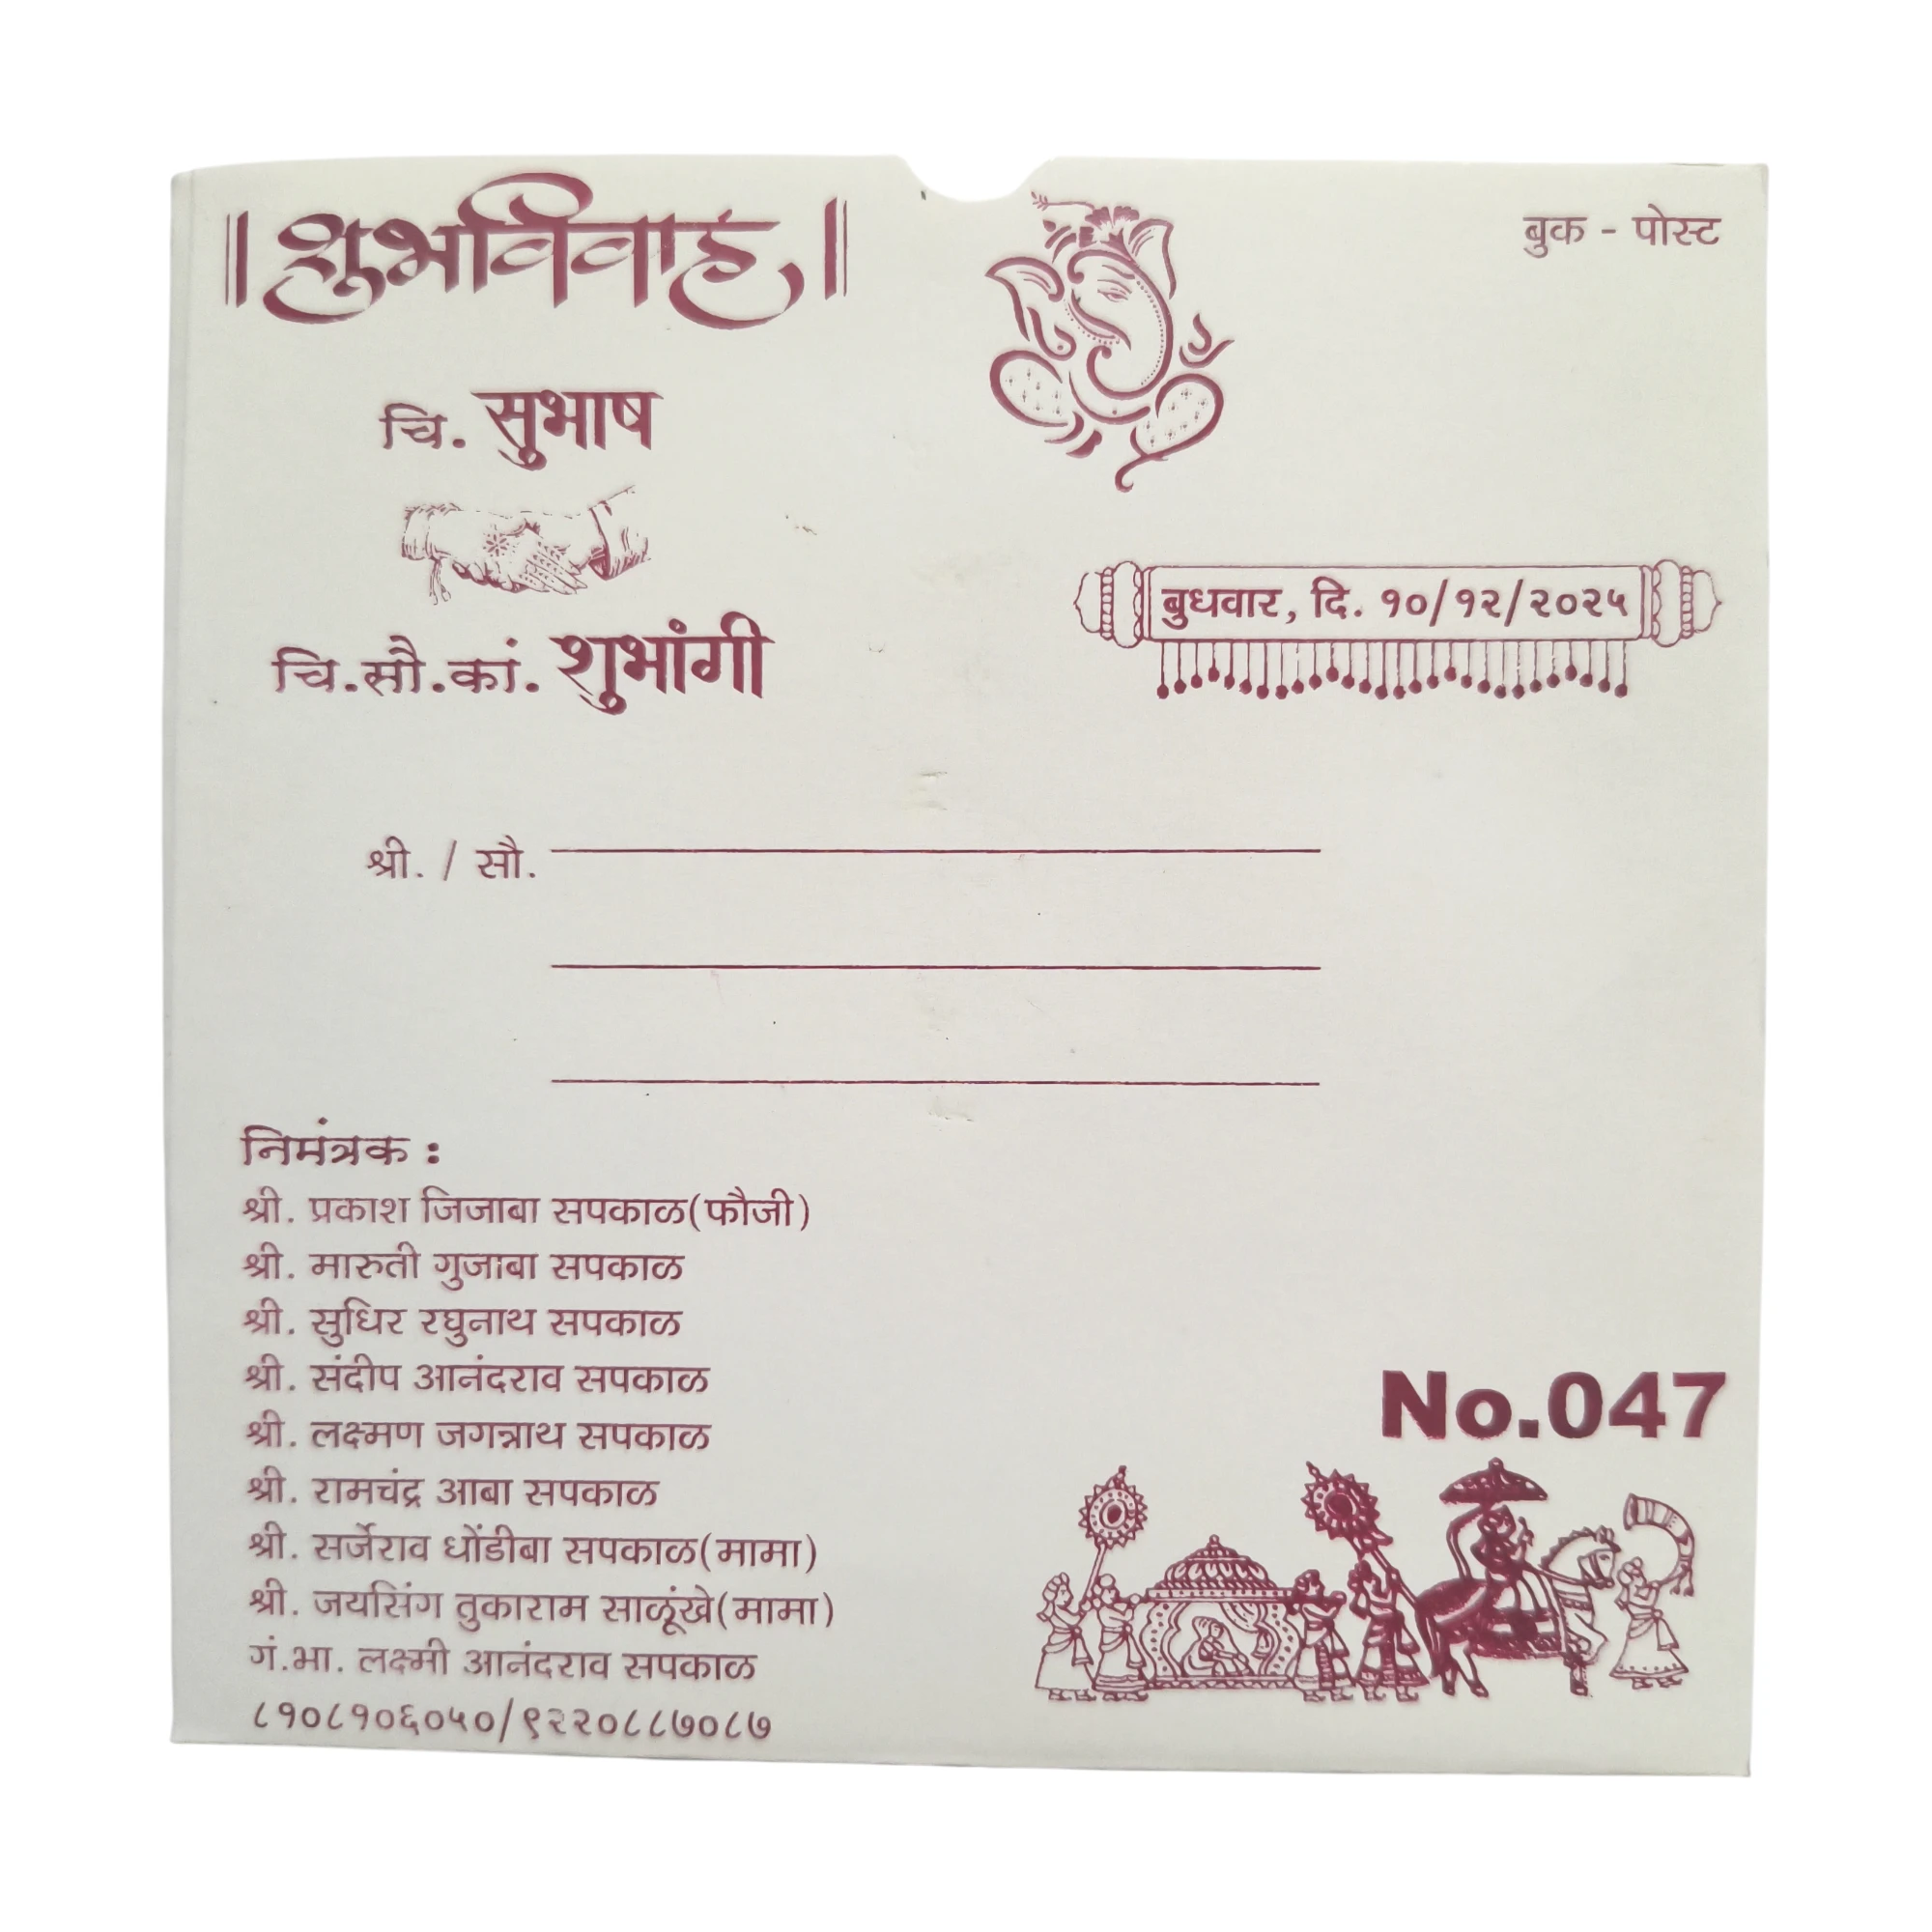 ॥ शुभविवाह ॥
बुक - पोस्ट
चि. सुभाष
चि.सौ.कां. शुभांगी
बुधवार, दि. १०/१२/२०२५
श्री. / सौ.
निमंत्रक :
श्री. प्रकाश जिजाबा सपकाळ(फौजी)
श्री. मारुती गुजाबा सपकाळ
श्री. सुधिर रघुनाथ सपकाळ
श्री. संदीप आनंदराव सपकाळ
श्री. लक्ष्मण जगन्नाथ सपकाळ
श्री. रामचंद्र आबा सपकाळ
श्री. सर्जेराव धोंडीबा सपकाळ(मामा)
श्री. जयसिंग तुकाराम साळूंखे(मामा)
गं.भा. लक्ष्मी आनंदराव सपकाळ
८१०८१०६०५०/९२२०८८७०८७
No.047